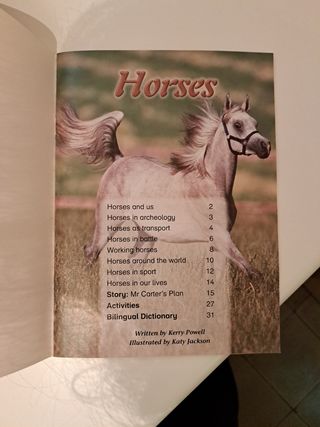 Horses
Horses and us 2
Horses in archeology 3
Horses as transport 4
Horses in battle 6
Working horses 8
Horses around the world 10
Horses in sport 12
Horses in our lives 14
Story: Mr Carter's Plan 15
Activities 27
Bilingual Dictionary 31
Written by Kerry Powell
Illustrated by Katy Jackson